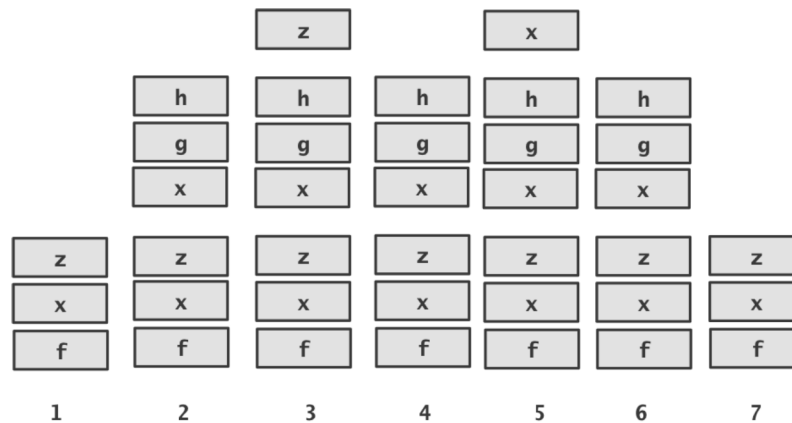 z x
h h h h h
g g g g g
x x x x x
z z z z z z z
x x x x x x x
f f f f f f f
1 2 3 4 5 6 7